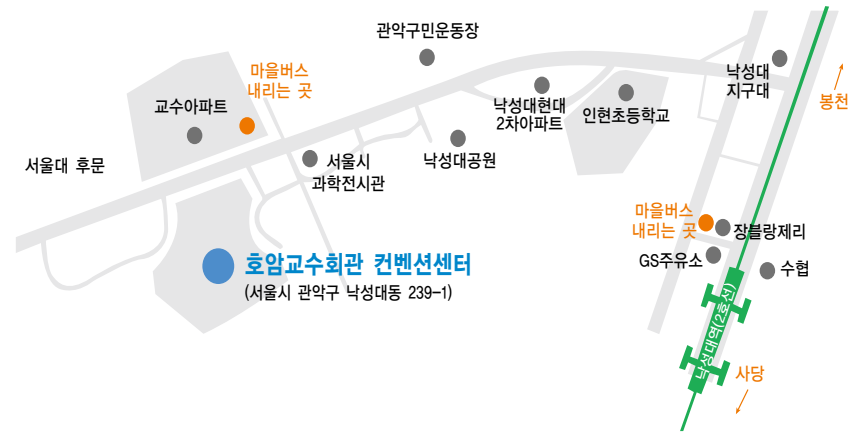 관악구민운동장
마을버스
내리는 곳
교수아파트
낙성대
지구대
봉천
낙성대현대
2차아파트
인현초등학교
서울대 후문
서울시
과학전시관
낙성대공원
마을버스
내리는 곳
장블랑제리
GS주유소
수협
호암교수회관 컨벤션센터
(서울시 관악구 낙성대동 239-1)
낙성대역(2호선)
사당